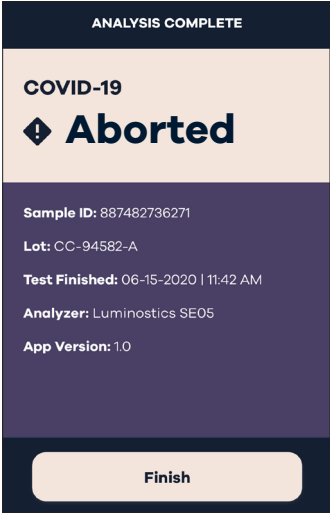 ANALYSIS COMPLETE
COVID-19
Aborted
Sample ID: 887482736271
Lot: CC-94582-A
Test Finished: 06-15-2020 | 11:42 AM
Analyzer: Luminostics SE05
App Version: 1.0
Finish